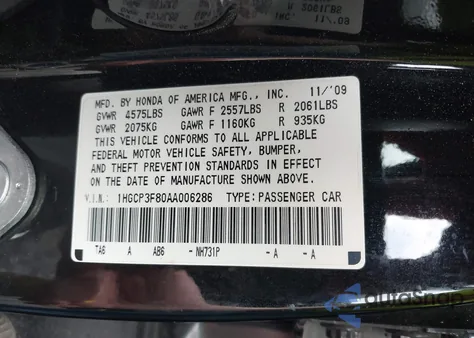 MFD. BY HONDA OF AMERICA MFG., INC. 11/'09
GVWR 4575LBS GAWR F 2557LBS R 2061LBS
GVWR 2075KG GAWR F 1160KG R 935KG
THIS VEHICLE CONFORMS TO ALL APPLICABLE
FEDERAL MOTOR VEHICLE SAFETY, BUMPER,
AND THEFT PREVENTION STANDARDS IN EFFECT
ON THE DATE OF MANUFACTURE SHOWN ABOVE.
V.I.N.: 1HGCP3F80AA006286 TYPE: PASSENGER CAR
TA6 A AB6 -NH731P -A -A
autoSnap